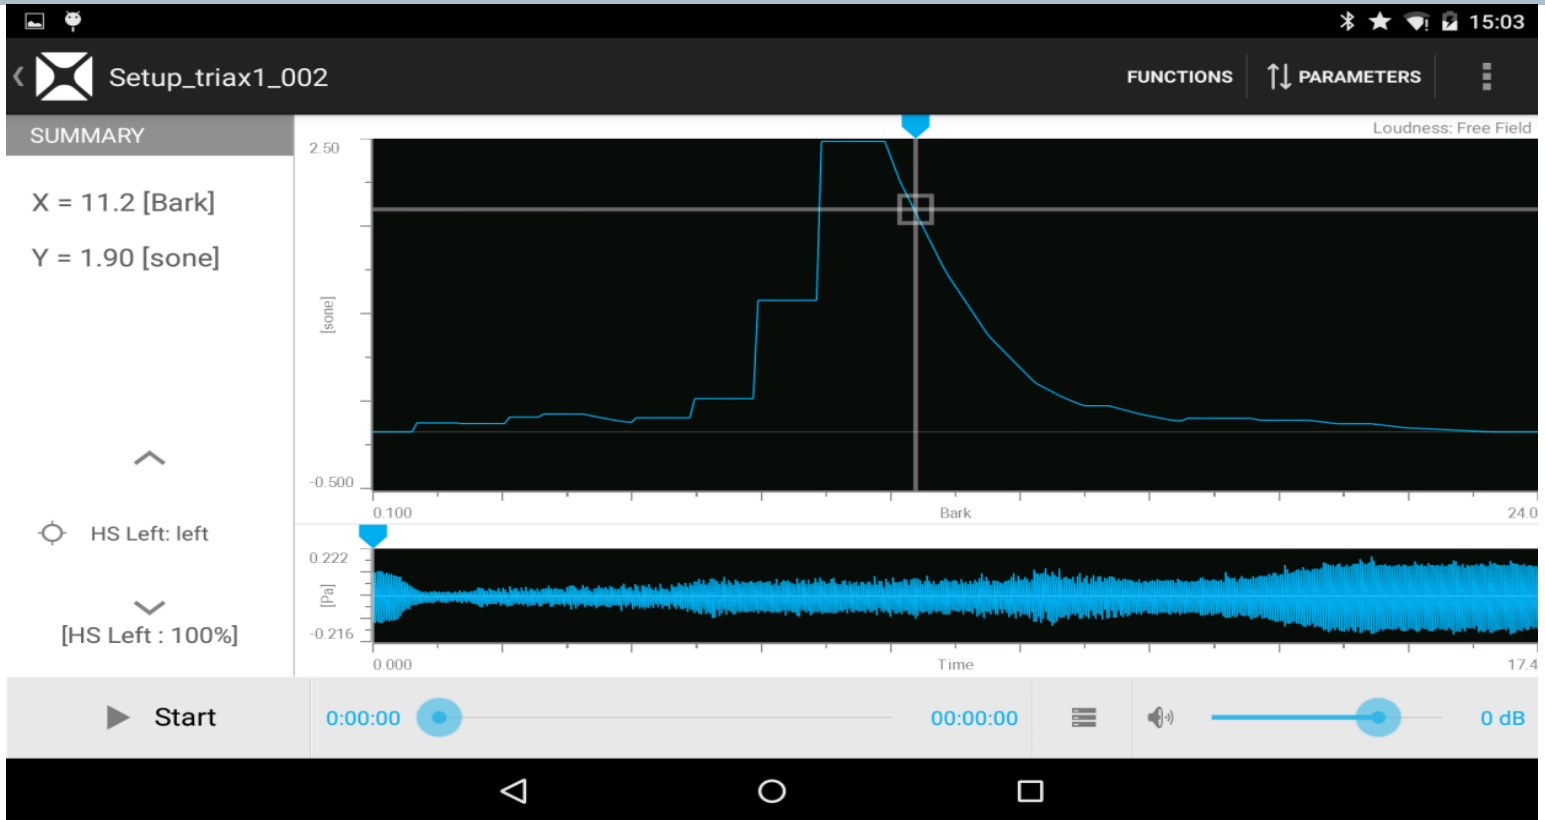 15:03
Setup_triax1_002
FUNCTIONS
PARAMETERS
SUMMARY
X = 11.2 [Bark]
Y = 1.90 [sone]
HS Left: left
[HS Left : 100%]
Loudness: Free Field
2.50
[sone]
-0.500
0.100
Bark
24.0
0.222
[Pa]
-0.216
0.000
Time
17.4
Start
0:00:00
00:00:00
0 dB